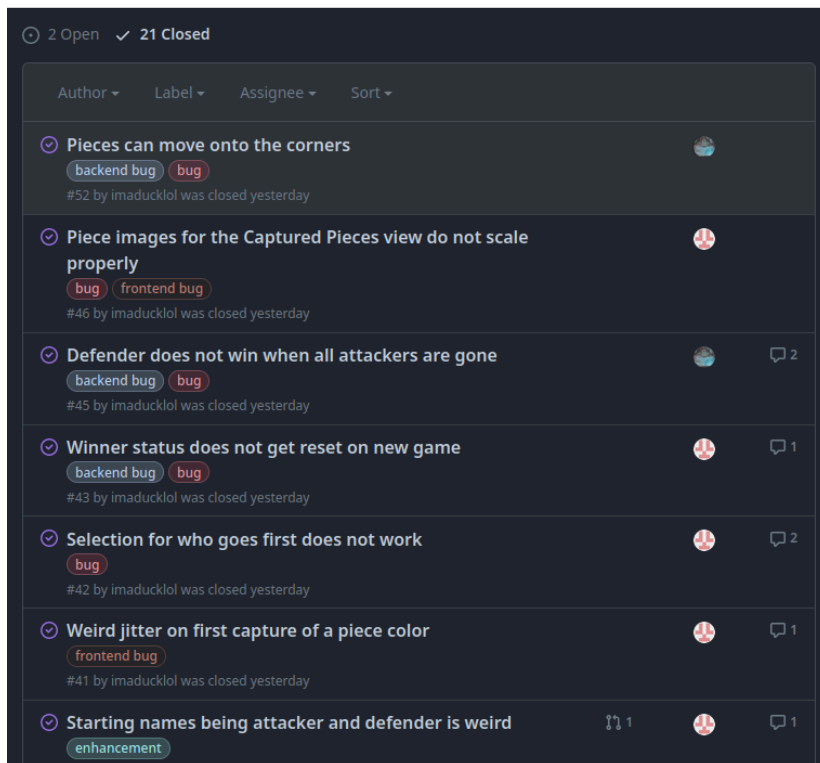 2 Open 21 Closed
Author Label Assignee Sort
Pieces can move onto the corners
backend bug bug
#52 by imaducklol was closed yesterday
Piece images for the Captured Pieces view do not scale
properly
bug frontend bug
#46 by imaducklol was closed yesterday
Defender does not win when all attackers are gone 2
backend bug bug
#45 by imaducklol was closed yesterday
Winner status does not get reset on new game 1
backend bug bug
#43 by imaducklol was closed yesterday
Selection for who goes first does not work 2
bug
#42 by imaducklol was closed yesterday
Weird jitter on first capture of a piece color 1
frontend bug
#41 by imaducklol was closed yesterday
Starting names being attacker and defender is weird 1 1
enhancement